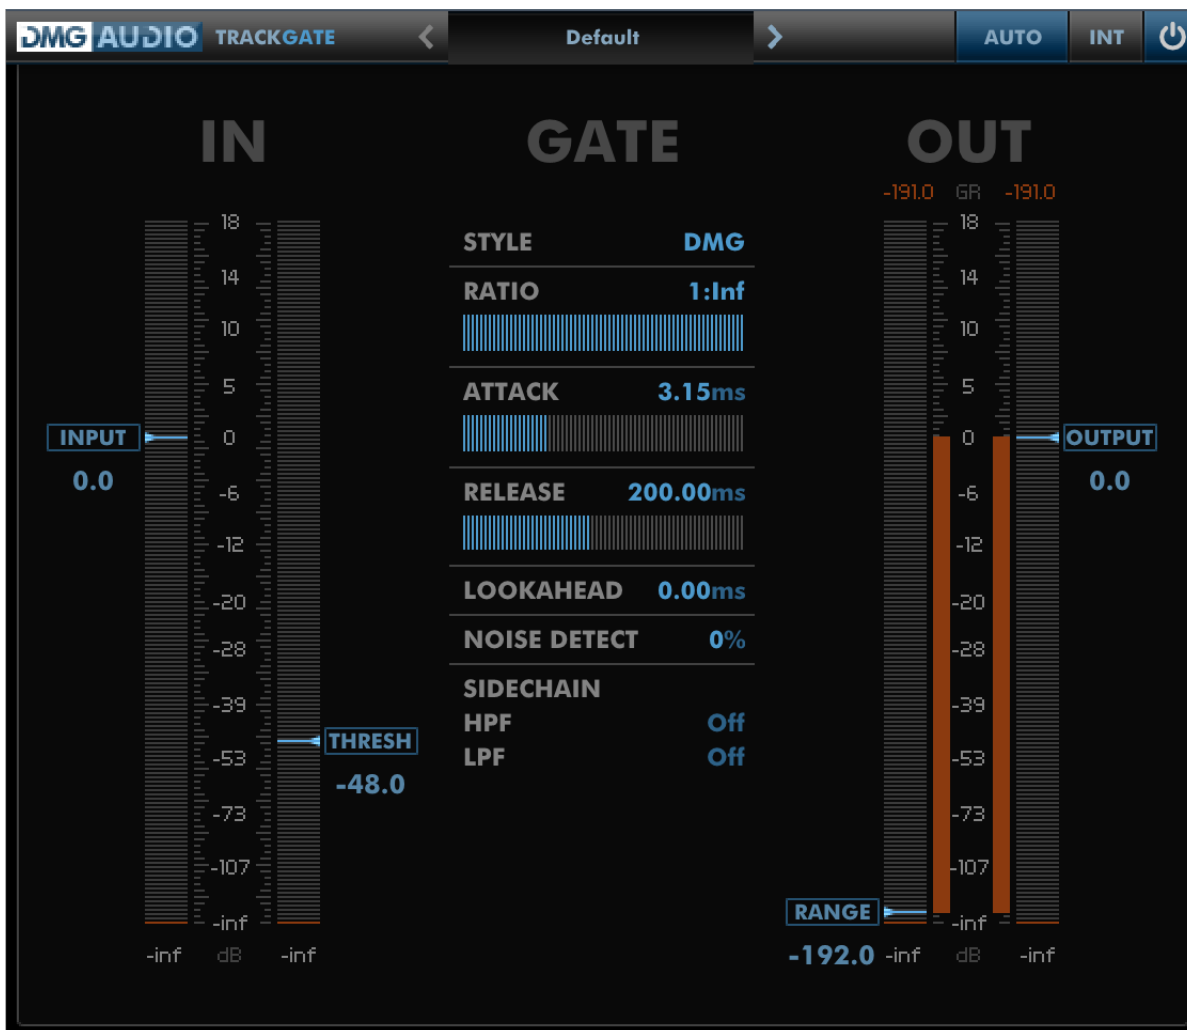 DMG AUDIO TRACKGATE Default AUTO INT
IN GATE OUT
-191.0 GR -191.0
18
14
10
5
0
-6
-12
-20
-28
-39
-53
-73
-107
-inf
-inf dB -inf
INPUT
0.0
THRESH
-48.0
STYLE DMG
RATIO 1:Inf
ATTACK 3.15ms
RELEASE 200.00ms
LOOKAHEAD 0.00ms
NOISE DETECT 0%
SIDECHAIN
HPF Off
LPF Off
18
14
10
5
0
-6
-12
-20
-28
-39
-53
-73
-107
-inf
OUTPUT
0.0
RANGE
-192.0 -inf dB -inf